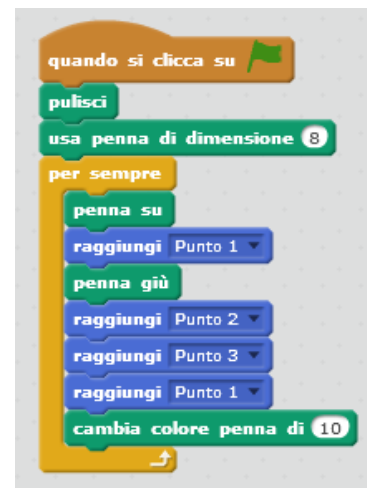 quando si clicca su
pulisci
usa penna di dimensione 8
per sempre
penna su
raggiungi Punto 1
penna giù
raggiungi Punto 2
raggiungi Punto 3
raggiungi Punto 1
cambia colore penna di 10